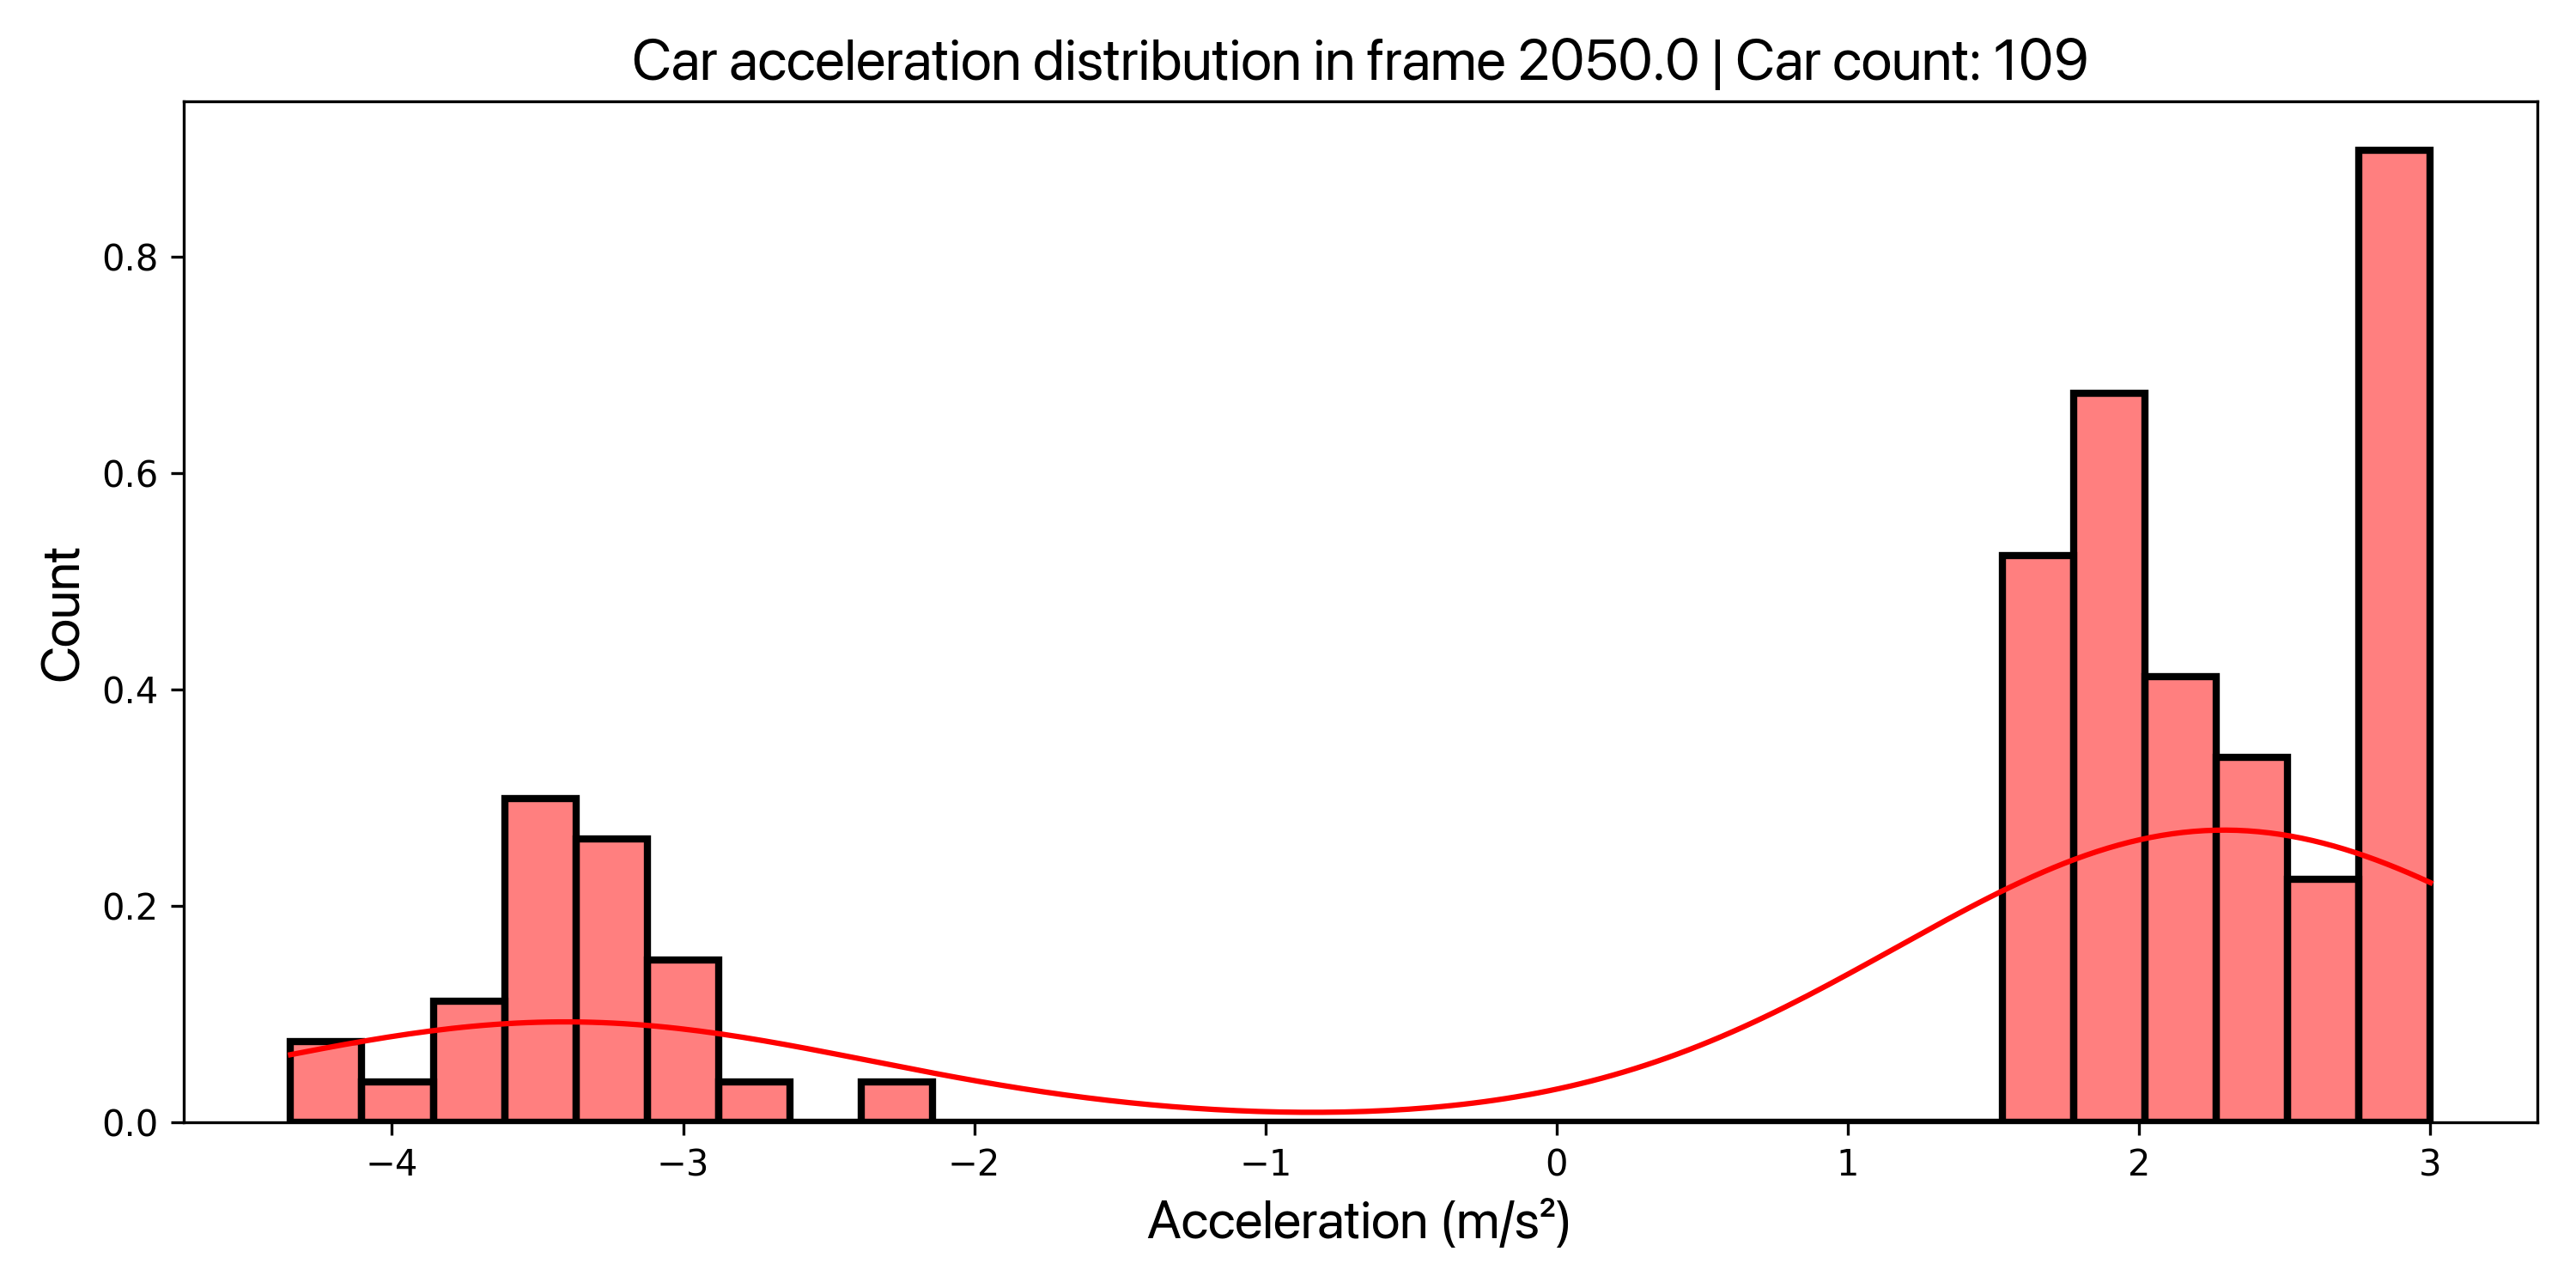 Car acceleration distribution in frame 2050.0 | Car count: 109
Count
0.8
0.6
0.4
0.2
0.0
−4 −3 −2 −1 0 1 2 3
Acceleration (m/s²)